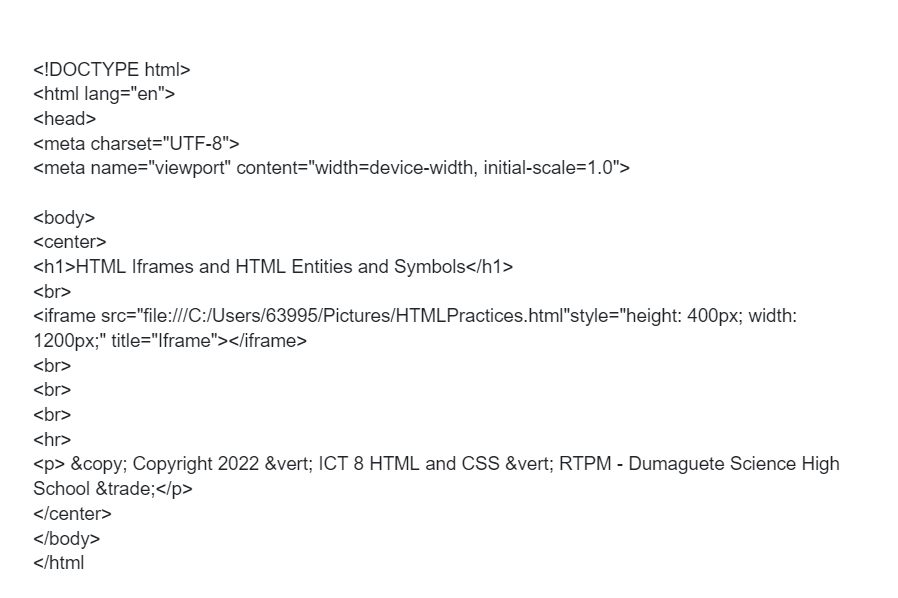 <!DOCTYPE html>
<html lang="en">
<head>
<meta charset="UTF-8">
<meta name="viewport" content="width=device-width, initial-scale=1.0">
<body>
<center>
<h1>HTML Iframes and HTML Entities and Symbols</h1>
<br>
<iframe src="file:///C:/Users/63995/Pictures/HTMLPractices.html"style="height: 400px; width:
1200px;" title="Iframe"></iframe>
<br>
<br>
<br>
<hr>
<p> &copy; Copyright 2022 &vert; ICT 8 HTML and CSS &vert; RTPM - Dumaguete Science High
School &trade;</p>
</center>
</body>
</html